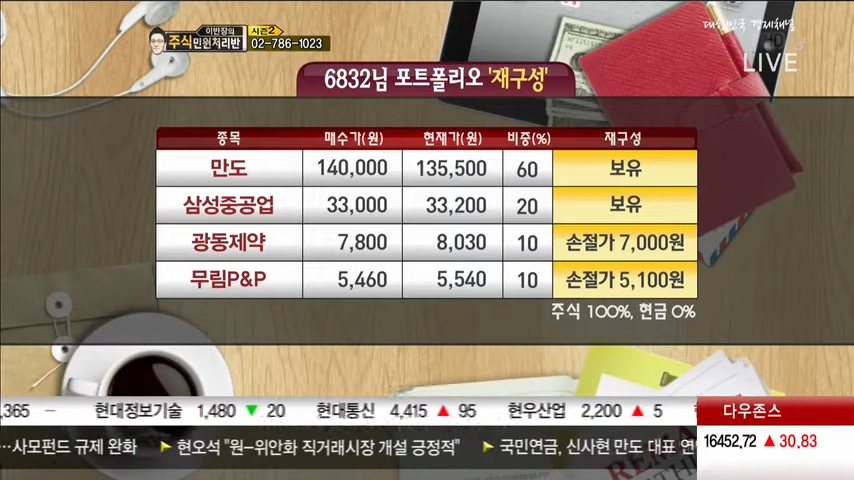 이반장의 시즌2
주식민원처리반 02-786-1023
대한민국 경제채널
HD
LIVE
6832님 포트폴리오 '재구성'
종목 매수가(원) 현재가(원) 비중(%) 재구성
만도 140,000 135,500 60 보유
삼성중공업 33,000 33,200 20 보유
광동제약 7,800 8,030 10 손절가 7,000원
무림P&P 5,460 5,540 10 손절가 5,100원
주식 100%, 현금 0%
,365 – 현대정보기술 1,480 ▼ 20 현대통신 4,415 ▲ 95 현우산업 2,200 ▲ 5
다우존스
16452.72 ▲ 30.83
…사모펀드 규제 완화 ▶ 현오석 "원-위안화 직거래시장 개설 긍정적" ▶ 국민연금, 신사현 만도 대표 연